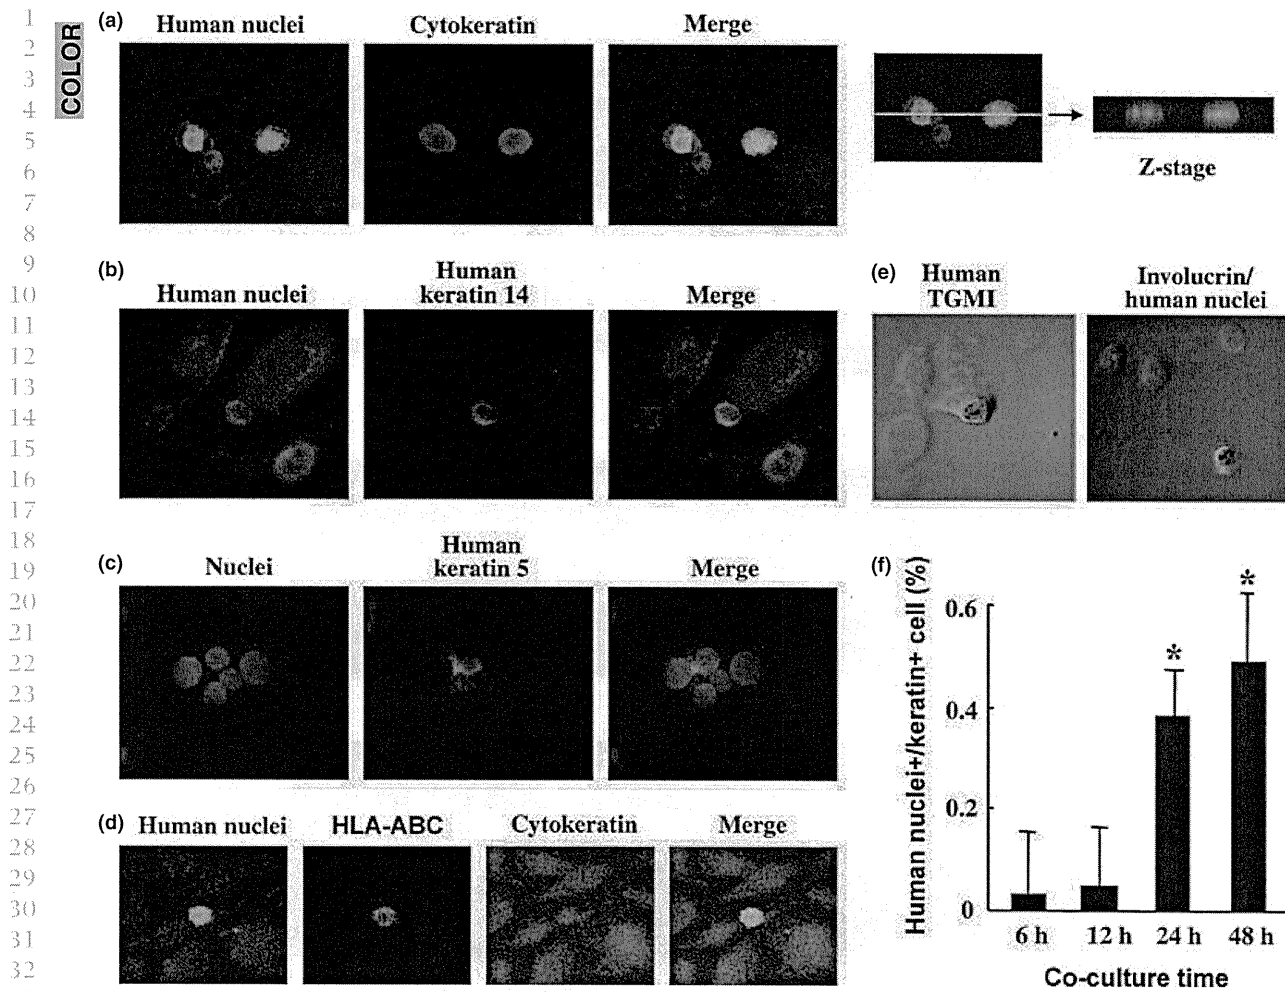 1
2
3
4
5
6
7
8
9
10
11
12
13
14
15
16
17
18
19
20
21
22
23
24
25
26
27
28
29
30
31
32
COLOR
(a)
Human nuclei
Cytokeratin
Merge
Z-stage
(b)
Human nuclei
Human
keratin 14
Merge
(e)
Human
TGMI
Involucrin/
human nuclei
(c)
Nuclei
Human
keratin 5
Merge
(d)
Human nuclei
HLA-ABC
Cytokeratin
Merge
(f)
Human nuclei+/keratin+ cell (%)
0.6
0.4
0.2
0
*
*
6 h
12 h
24 h
48 h
Co-culture time